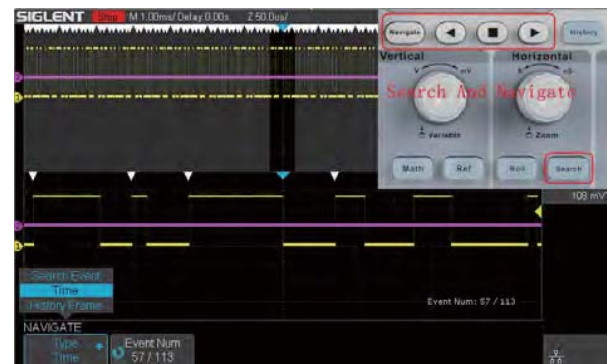 SIGLENT Stop M 1.00ms/ Delay:0.00s Z 50.0us/
Navigate
History
Vertical
Horizontal
V mV
S nS
Search And Navigate
Variable
Zoom
Math
Ref
Roll
Search
108 mV
Search Event
Time
History Frame
Event Num: 57 / 113
NAVIGATE
Type
Time
Event Num
57 / 113